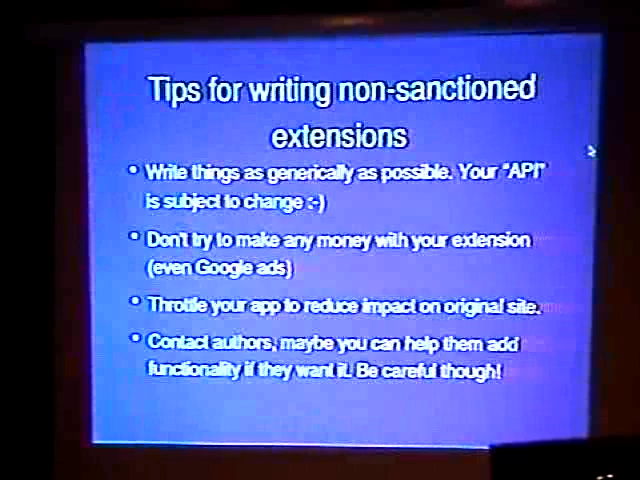 Tips for writing non-sanctioned
extensions
• Write things as generically as possible. Your "API"
is subject to change :-)
• Don't try to make any money with your extension
(even Google ads)
• Throttle your app to reduce impact on original site.
• Contact authors, maybe you can help them add
functionality if they want it. Be careful though!